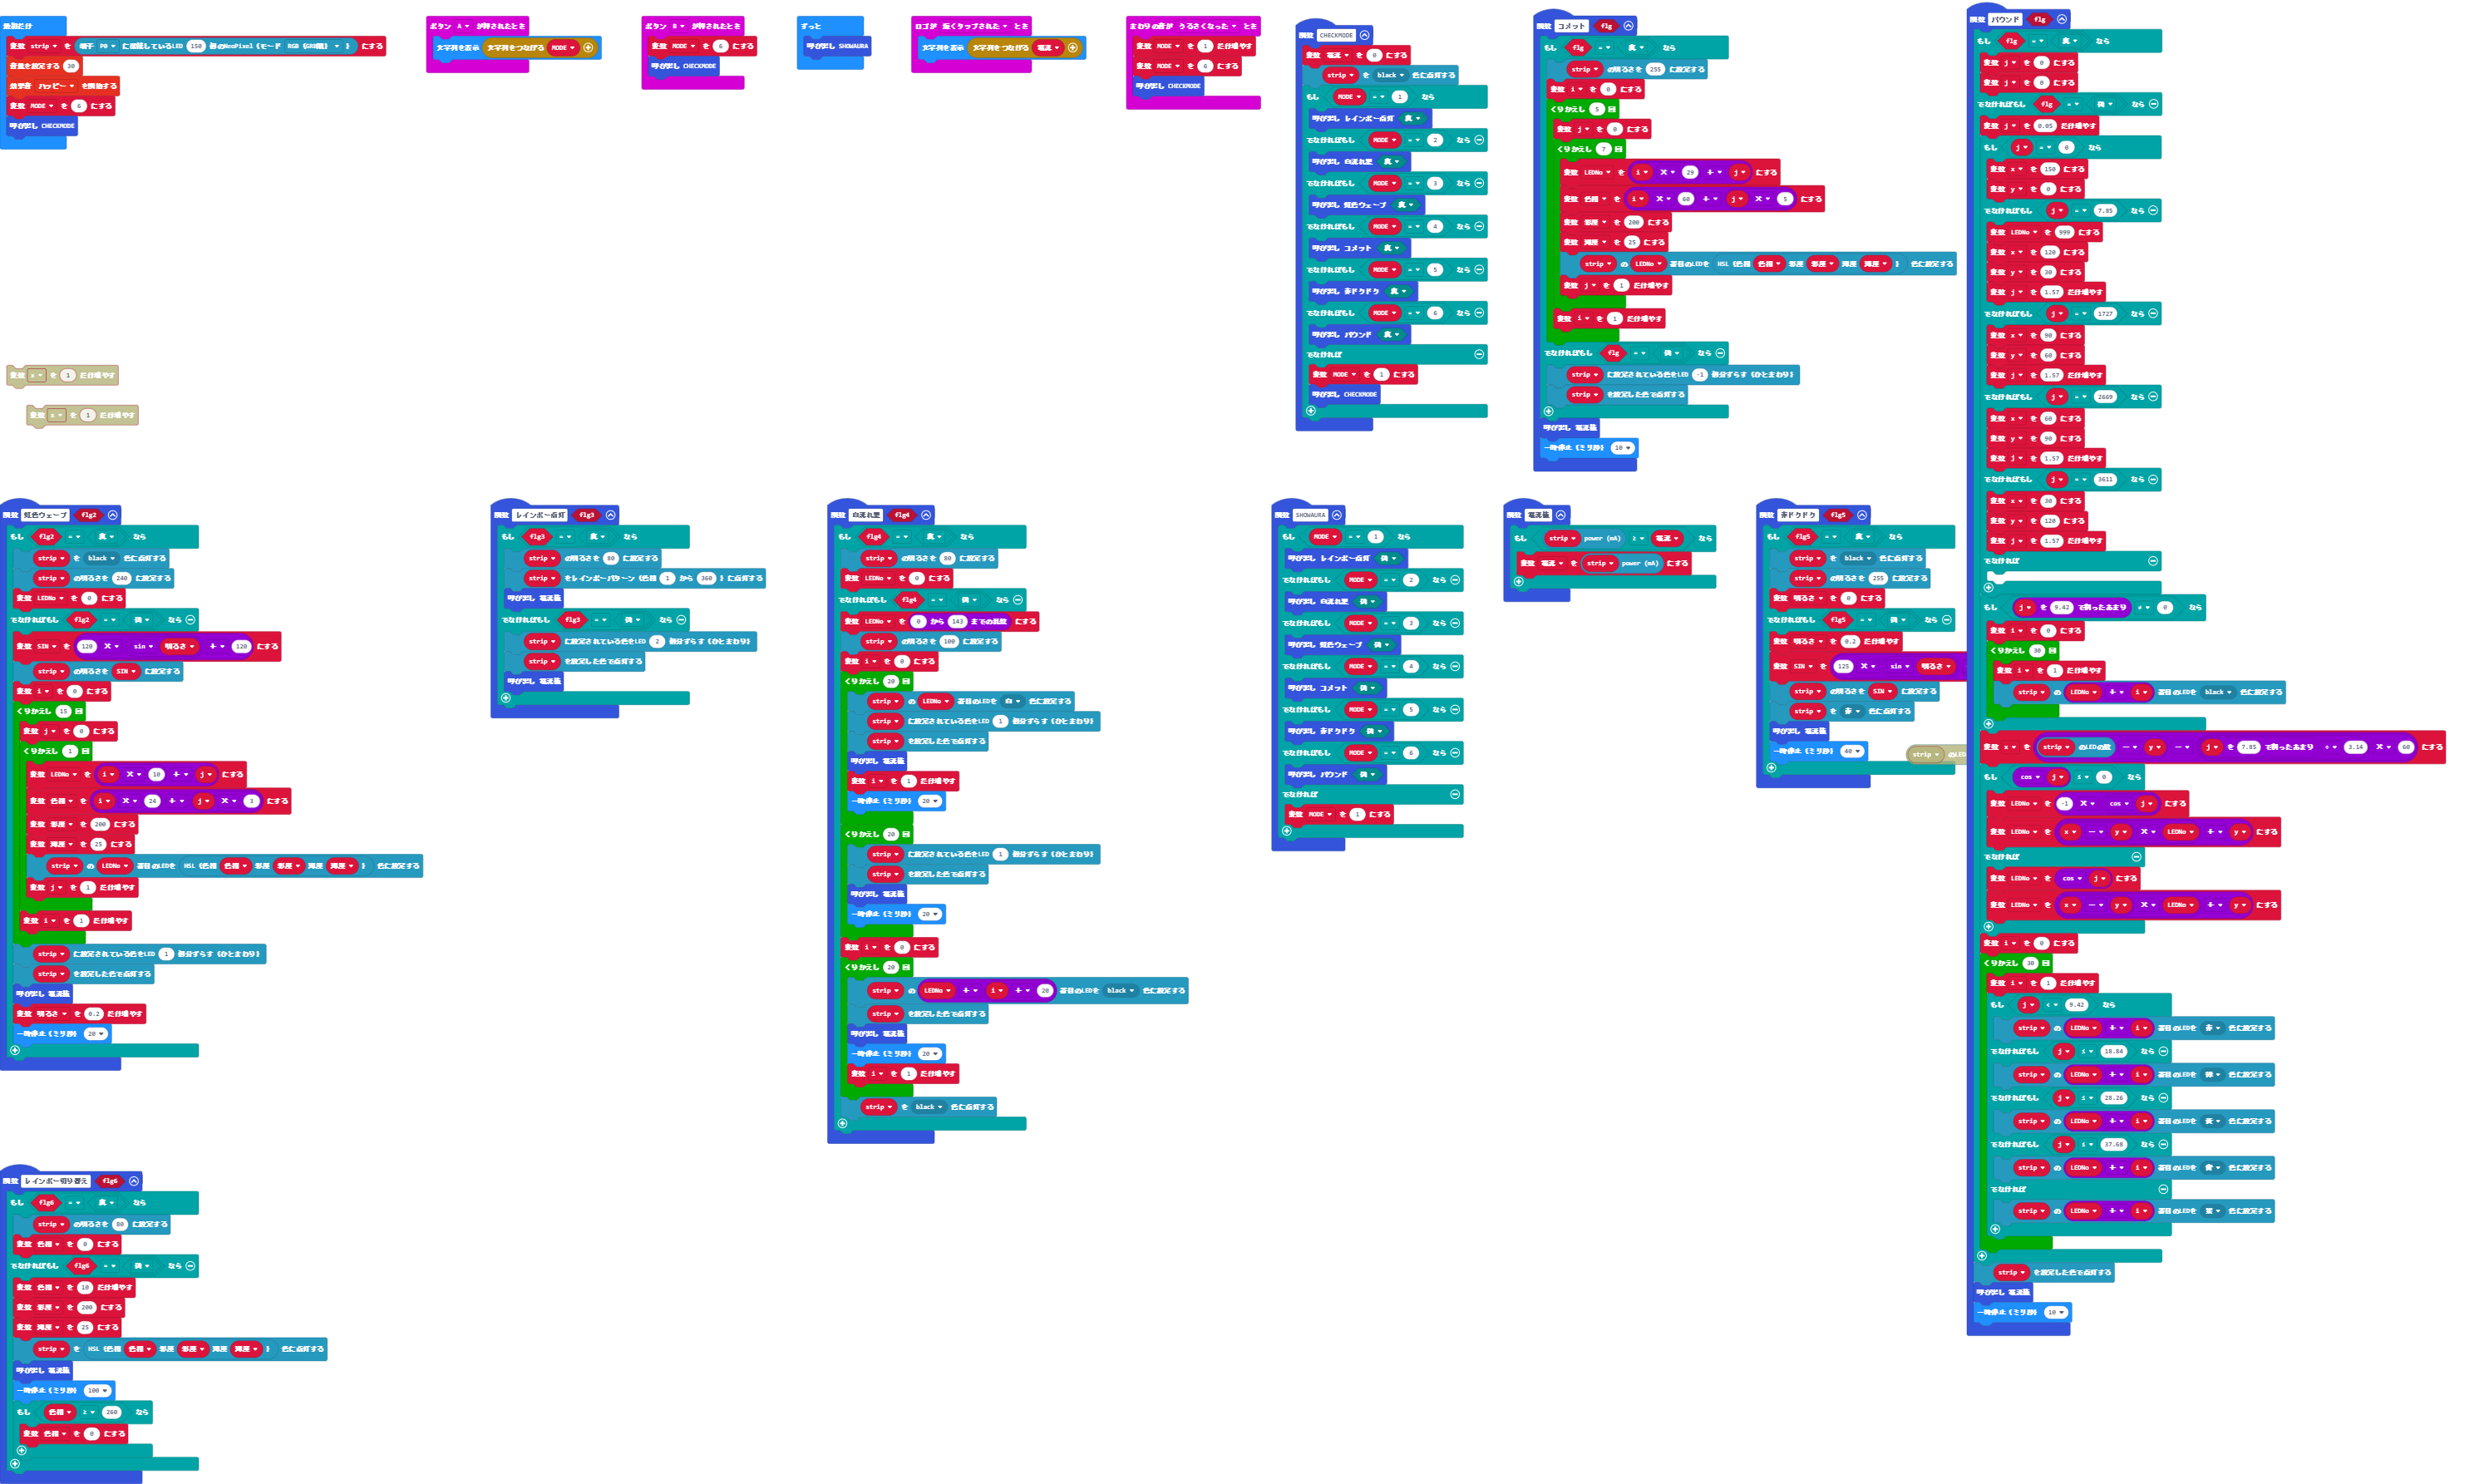 最初だけ
変数 strip を 端子 P0 に接続しているLED 150 個のNeoPixel (モード RGB (GRB順) ) にする
音量を設定する 30
効果音 ハッピー を開始する
変数 MODE を 6 にする
呼び出し CHECKMODE
ボタン A が押されたとき
文字列を表示 文字列をつなげる MODE
ボタン B が押されたとき
変数 MODE を 6 にする
呼び出し CHECKMODE
ずっと
呼び出し SHOWAURA
ロゴが 短くタップされた とき
文字列を表示 文字列をつなげる 電流
まわりの音が うるさくなった とき
変数 MODE を 1 だけ増やす
変数 MODE を 6 にする
呼び出し CHECKMODE
関数 CHECKMODE
変数 電流 を 0 にする
strip を black 色に点灯する
もし MODE = 1 なら
呼び出し レインボー点灯 真
でなければもし MODE = 2 なら
呼び出し 白流れ星 真
でなければもし MODE = 3 なら
呼び出し 虹色ウェーブ 真
でなければもし MODE = 4 なら
呼び出し コメット 真
でなければもし MODE = 5 なら
呼び出し 赤ドクドク 真
でなければもし MODE = 6 なら
呼び出し バウンド 真
でなければ
変数 MODE を 1 にする
呼び出し CHECKMODE
関数 コメット flg
もし flg = 真 なら
strip の明るさを 255 に設定する
変数 i を 0 にする
くりかえし 5 回
変数 j を 0 にする
くりかえし 7 回
変数 LEDNo を i × 29 + j にする
変数 色相 を i × 60 + j × 5 にする
変数 彩度 を 200 にする
変数 輝度 を 25 にする
strip の LEDNo 番目のLEDを HSL (色相 色相 彩度 彩度 輝度 輝度 ) 色に設定する
変数 j を 1 だけ増やす
変数 i を 1 だけ増やす
でなければもし flg = 偽 なら
strip に設定されている色をLED -1 個分ずらす (ひとまわり)
strip を設定した色で点灯する
呼び出し 電流値
一時停止 (ミリ秒) 10
関数 バウンド flg
もし flg = 真 なら
変数 j を 0 にする
変数 j を 0 にする
でなければもし flg = 偽 なら
変数 j を 0.05 だけ増やす
もし j = 0 なら
変数 x を 150 にする
変数 y を 0 にする
でなければもし j = 7.85 なら
変数 LEDNo を 999 にする
変数 x を 120 にする
変数 y を 30 にする
変数 j を 1.57 だけ増やす
でなければもし j = 1727 なら
変数 x を 90 にする
変数 y を 60 にする
変数 j を 1.57 だけ増やす
でなければもし j = 2669 なら
変数 x を 60 にする
変数 y を 90 にする
変数 j を 1.57 だけ増やす
でなければもし j = 3611 なら
変数 x を 30 にする
変数 y を 120 にする
変数 j を 1.57 だけ増やす
でなければ
もし j を 9.42 で割ったあまり ≠ 0 なら
変数 i を 0 にする
くりかえし 30 回
変数 i を 1 だけ増やす
strip の LEDNo + i 番目のLEDを black 色に設定する
変数 x を strip のLEDの数 - y - j を 7.85 で割ったあまり ÷ 3.14 × 60 にする
もし cos j ≤ 0 なら
変数 LEDNo を -1 × cos j にする
変数 LEDNo を x - y × LEDNo + y にする
でなければ
変数 LEDNo を cos j にする
変数 LEDNo を x - y × LEDNo + y にする
変数 i を 0 にする
くりかえし 30 回
変数 i を 1 だけ増やす
もし j < 9.42 なら
strip の LEDNo + i 番目のLEDを 赤 色に設定する
でなければもし j ≤ 18.84 なら
strip の LEDNo + i 番目のLEDを 緑 色に設定する
でなければもし j ≤ 28.26 なら
strip の LEDNo + i 番目のLEDを 色に設定する
でなければもし j ≤ 37.68 なら
strip の LEDNo + i 番目のLEDを 色に設定する
でなければ
strip の LEDNo + i 番目のLEDを 色に設定する
strip を設定した色で点灯する
呼び出し 電流値
一時停止 (ミリ秒) 10
変数 x を 1 だけ増やす
変数 x を 1 だけ増やす
関数 虹色ウェーブ flg2
もし flg2 = 真 なら
strip を black 色に点灯する
strip の明るさを 240 に設定する
変数 LEDNo を 0 にする
でなければもし flg2 = 偽 なら
変数 SIN を 120 × sin 明るさ + 120 にする
strip の明るさを SIN に設定する
変数 i を 0 にする
くりかえし 15 回
変数 j を 0 にする
くりかえし 1 回
変数 LEDNo を i × 10 + j にする
変数 色相 を i × 24 + j × 3 にする
変数 彩度 を 200 にする
変数 輝度 を 25 にする
strip の LEDNo 番目のLEDを HSL (色相 色相 彩度 彩度 輝度 輝度 ) 色に設定する
変数 j を 1 だけ増やす
変数 i を 1 だけ増やす
strip に設定されている色をLED 1 個分ずらす (ひとまわり)
strip を設定した色で点灯する
呼び出し 電流値
変数 明るさ を 0.2 だけ増やす
一時停止 (ミリ秒) 20
関数 レインボー点灯 flg3
もし flg3 = 真 なら
strip の明るさを 80 に設定する
strip をレインボーパターン (色相 1 から 360 ) に点灯する
呼び出し 電流値
でなければもし flg3 = 偽 なら
strip に設定されている色をLED 2 個分ずらす (ひとまわり)
strip を設定した色で点灯する
呼び出し 電流値
関数 白流れ星 flg4
もし flg4 = 真 なら
strip の明るさを 80 に設定する
変数 LEDNo を 0 にする
でなければもし flg4 = 偽 なら
変数 LEDNo を 0 から 143 までの乱数 にする
strip の明るさを 100 に設定する
変数 i を 0 にする
くりかえし 20 回
strip の LEDNo 番目のLEDを 白 色に設定する
strip に設定されている色をLED 1 個分ずらす (ひとまわり)
strip を設定した色で点灯する
呼び出し 電流値
変数 i を 1 だけ増やす
一時停止 (ミリ秒) 20
くりかえし 20 回
strip に設定されている色をLED 1 個分ずらす (ひとまわり)
strip を設定した色で点灯する
呼び出し 電流値
一時停止 (ミリ秒) 20
変数 i を 0 にする
くりかえし 20 回
strip の LEDNo + i + 20 番目のLEDを black 色に設定する
strip を設定した色で点灯する
呼び出し 電流値
一時停止 (ミリ秒) 20
変数 i を 1 だけ増やす
strip を black 色に点灯する
関数 SHOWAURA
もし MODE = 1 なら
呼び出し レインボー点灯 偽
でなければもし MODE = 2 なら
呼び出し 白流れ星 偽
でなければもし MODE = 3 なら
呼び出し 虹色ウェーブ 偽
でなければもし MODE = 4 なら
呼び出し コメット 偽
でなければもし MODE = 5 なら
呼び出し 赤ドクドク 偽
でなければもし MODE = 6 なら
呼び出し バウンド 偽
でなければ
変数 MODE を 1 にする
関数 電流値
もし strip power (mA) ≥ 電流 なら
変数 電流 を strip power (mA) にする
関数 赤ドクドク flg5
もし flg5 = 真 なら
strip を black 色に点灯する
strip の明るさを 255 に設定する
変数 明るさ を 0 にする
でなければもし flg5 = 偽 なら
変数 明るさ を 0.2 だけ増やす
変数 SIN を 125 × sin 明るさ
strip の明るさを SIN に設定する
strip を 赤 色に点灯する
呼び出し 電流値
一時停止 (ミリ秒) 40
strip のLED
関数 レインボー切り替え flg6
もし flg6 = 真 なら
strip の明るさを 80 に設定する
変数 色相 を 0 にする
でなければもし flg6 = 偽 なら
変数 色相 を 10 だけ増やす
変数 彩度 を 200 にする
変数 輝度 を 25 にする
strip を HSL (色相 色相 彩度 彩度 輝度 輝度 ) 色に点灯する
呼び出し 電流値
一時停止 (ミリ秒) 100
もし 色相 ≥ 260 なら
変数 色相 を 0 にする